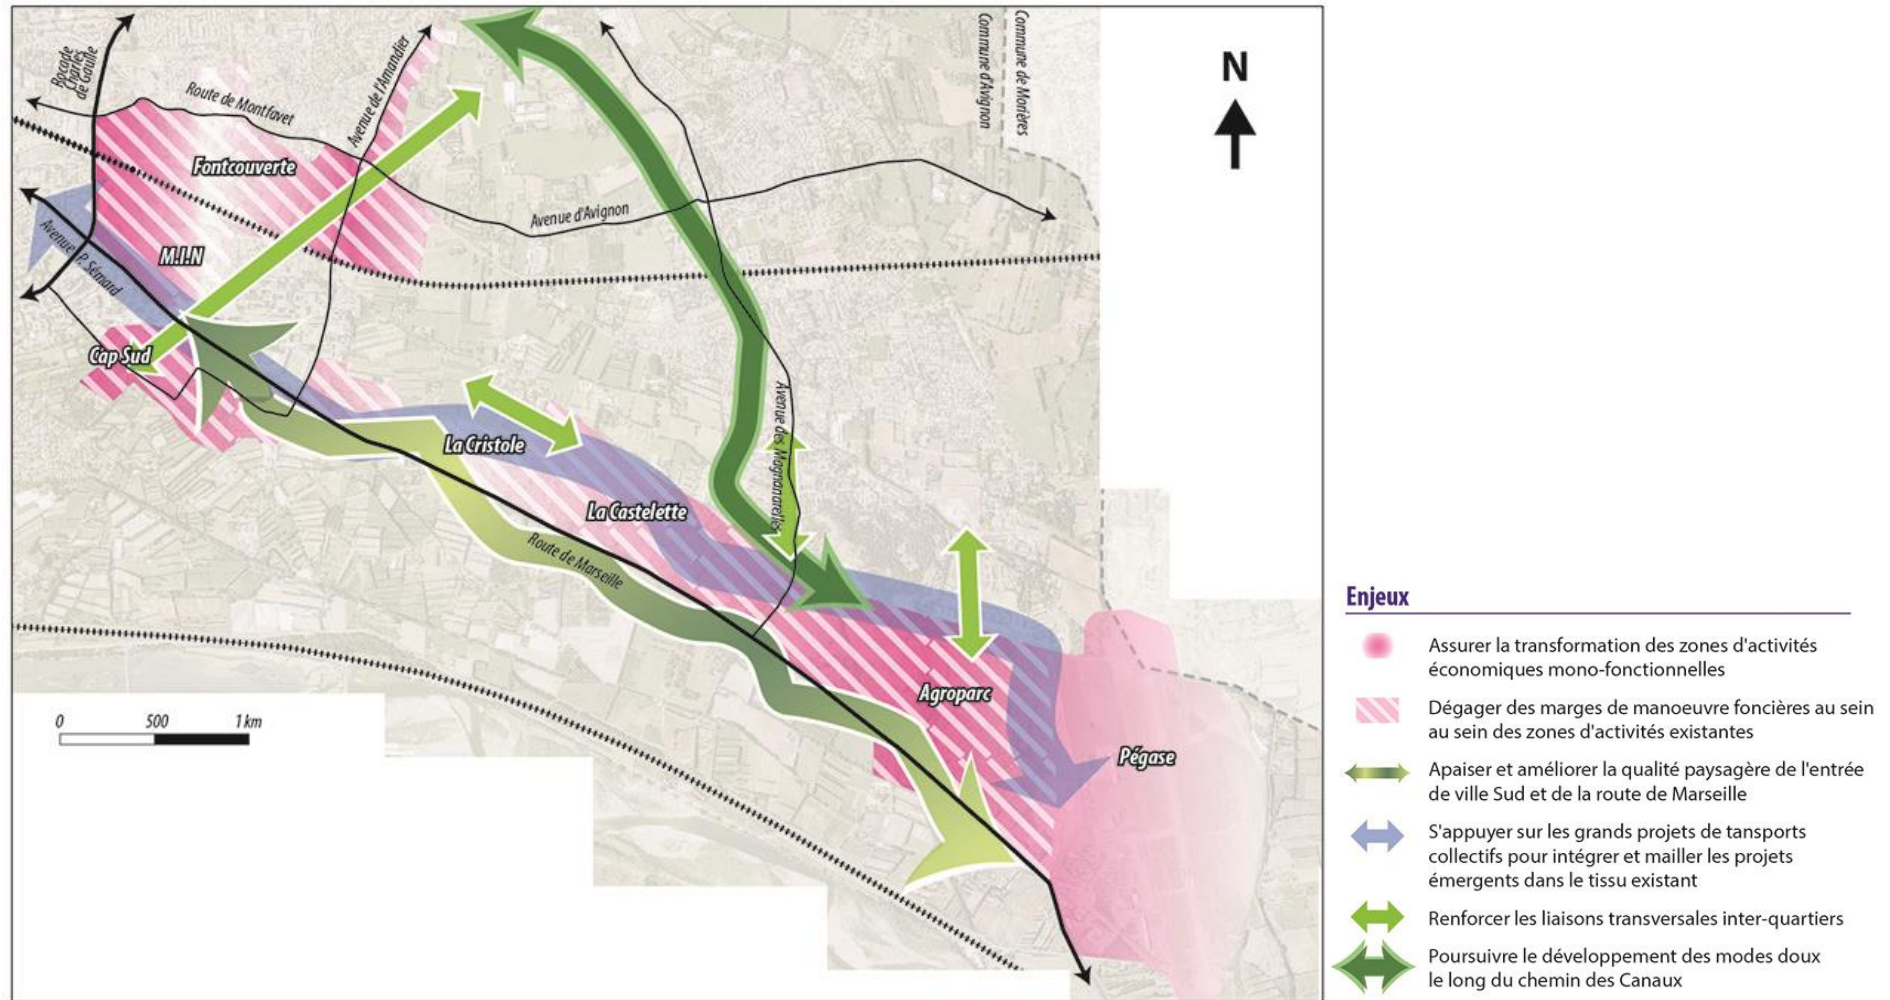 Rocade
Charles
de Gaulle
Route de Montfavet
Avenue de l'Amandier
Commune d'Avignon
Commune de Morières
N
Fontcouverte
Avenue d'Avignon
M.I.N
Avenue P. Sémard
Cap Sud
La Cristole
Avenue des Magnanarelles
La Castelette
Route de Marseille
Agroparc
Pégase
0 500 1 km
Enjeux
Assurer la transformation des zones d'activités
économiques mono-fonctionnelles
Dégager des marges de manoeuvre foncières au sein
au sein des zones d'activités existantes
Apaiser et améliorer la qualité paysagère de l'entrée
de ville Sud et de la route de Marseille
S'appuyer sur les grands projets de tansports
collectifs pour intégrer et mailler les projets
émergents dans le tissu existant
Renforcer les liaisons transversales inter-quartiers
Poursuivre le développement des modes doux
le long du chemin des Canaux